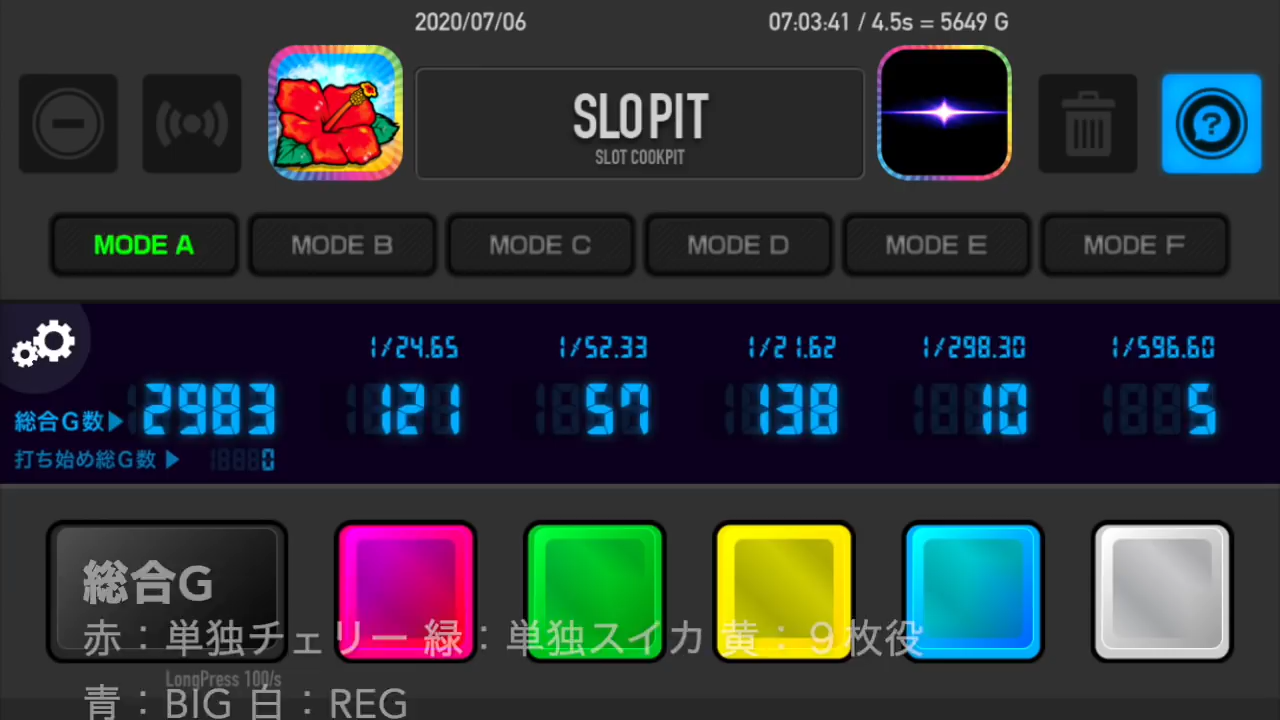 2020/07/06 07:03:41 / 4.5s = 5649 G
SLOPIT
SLOT COOKPIT
?
MODE A MODE B MODE C MODE D MODE E MODE F
1/24.65 1/52.33 1/21.62 1/298.30 1/596.60
総合G数▶ 2983 121 57 138 10 5
打ち始め総G数 ▶ 0
総合G
赤：単独チェリー 緑：単独スイカ 黄：９枚役
LongPress 100/s
青：BIG 白：REG